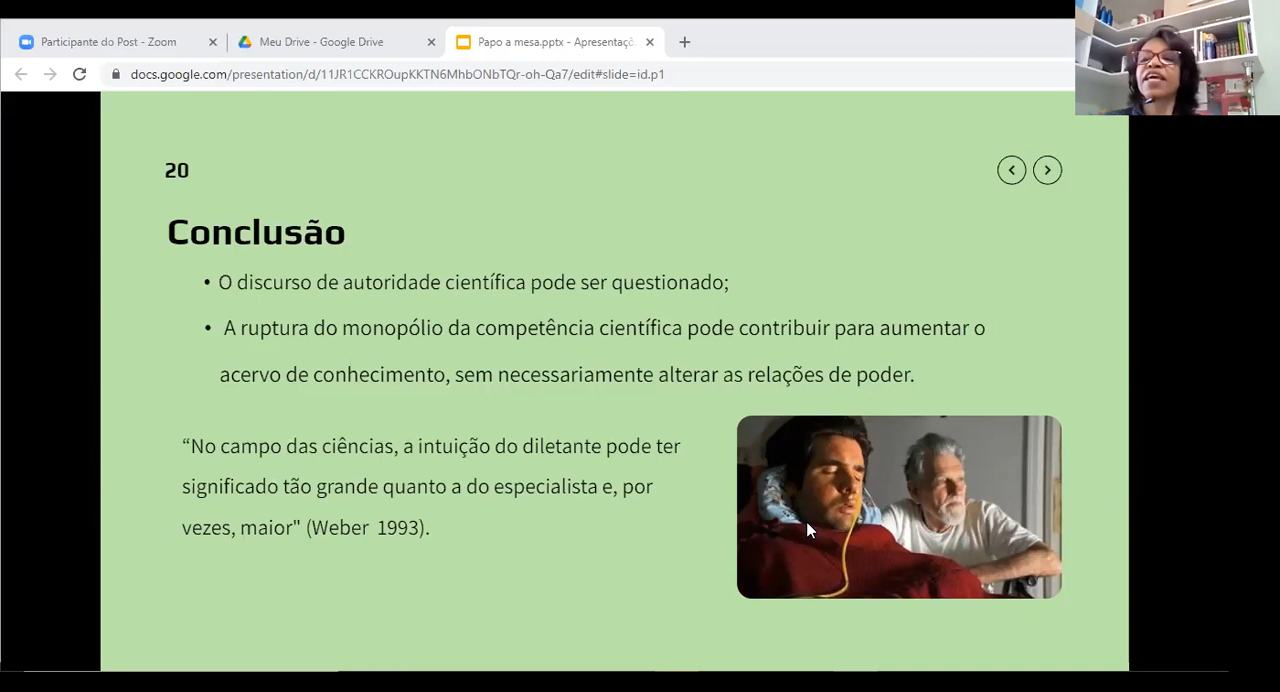 Participante do Post - Zoom
Meu Drive - Google Drive
Papo a mesa.pptx - Apresentaçõ
docs.google.com/presentation/d/11JR1CCKROupKKTN6MhbONbTQr-oh-Qa7/edit#slide=id.p1
20
Conclusão
• O discurso de autoridade científica pode ser questionado;
• A ruptura do monopólio da competência científica pode contribuir para aumentar o
acervo de conhecimento, sem necessariamente alterar as relações de poder.
“No campo das ciências, a intuição do diletante pode ter
significado tão grande quanto a do especialista e, por
vezes, maior" (Weber 1993).